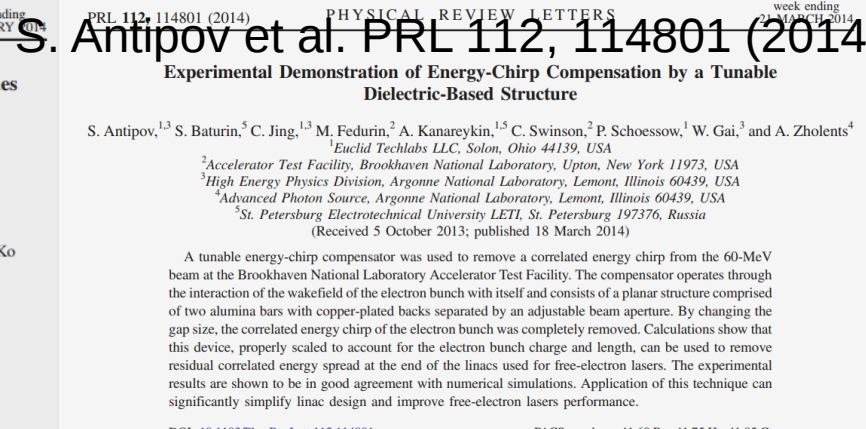 nding
RY 2014
es
Ko
PRL 112, 114801 (2014)
PHYSICAL REVIEW LETTERS
week ending
21 MARCH 2014
S. Antipov et al. PRL 112, 114801 (2014
Experimental Demonstration of Energy-Chirp Compensation by a Tunable
Dielectric-Based Structure
S. Antipov,1,3 S. Baturin,5 C. Jing,1,3 M. Fedurin,2 A. Kanareykin,1,5 C. Swinson,2 P. Schoessow,1 W. Gai,3 and A. Zholents4
1Euclid Techlabs LLC, Solon, Ohio 44139, USA
2Accelerator Test Facility, Brookhaven National Laboratory, Upton, New York 11973, USA
3High Energy Physics Division, Argonne National Laboratory, Lemont, Illinois 60439, USA
4Advanced Photon Source, Argonne National Laboratory, Lemont, Illinois 60439, USA
5St. Petersburg Electrotechnical University LETI, St. Petersburg 197376, Russia
(Received 5 October 2013; published 18 March 2014)
A tunable energy-chirp compensator was used to remove a correlated energy chirp from the 60-MeV
beam at the Brookhaven National Laboratory Accelerator Test Facility. The compensator operates through
the interaction of the wakefield of the electron bunch with itself and consists of a planar structure comprised
of two alumina bars with copper-plated backs separated by an adjustable beam aperture. By changing the
gap size, the correlated energy chirp of the electron bunch was completely removed. Calculations show that
this device, properly scaled to account for the electron bunch charge and length, can be used to remove
residual correlated energy spread at the end of the linacs used for free-electron lasers. The experimental
results are shown to be in good agreement with numerical simulations. Application of this technique can
significantly simplify linac design and improve free-electron lasers performance.